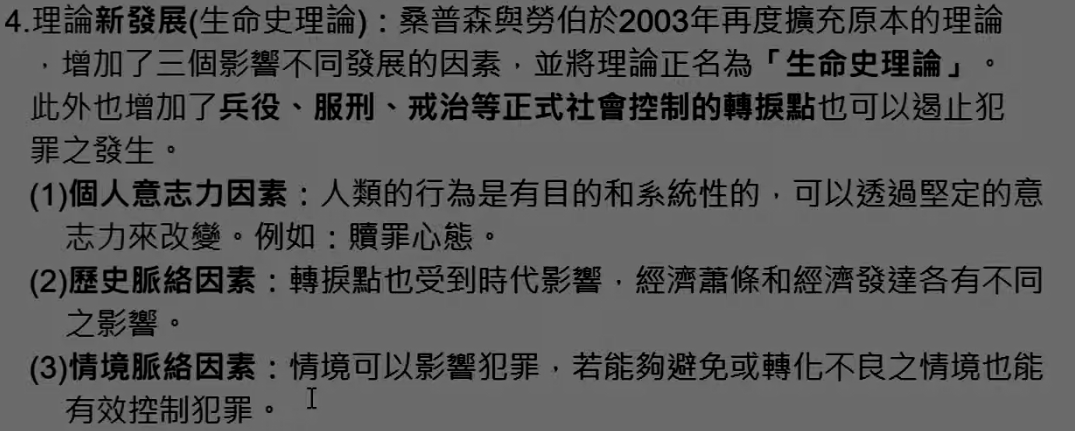 4.理論新發展(生命史理論)：桑普森與勞伯於2003年再度擴充原本的理論
，增加了三個影響不同發展的因素，並將理論正名為「生命史理論」。
此外也增加了兵役、服刑、戒治等正式社會控制的轉捩點也可以遏止犯
罪之發生。
(1)個人意志力因素：人類的行為是有目的和系統性的，可以透過堅定的意
志力來改變。例如：贖罪心態。
(2)歷史脈絡因素：轉捩點也受到時代影響，經濟蕭條和經濟發達各有不同
之影響。
(3)情境脈絡因素：情境可以影響犯罪，若能夠避免或轉化不良之情境也能
有效控制犯罪。